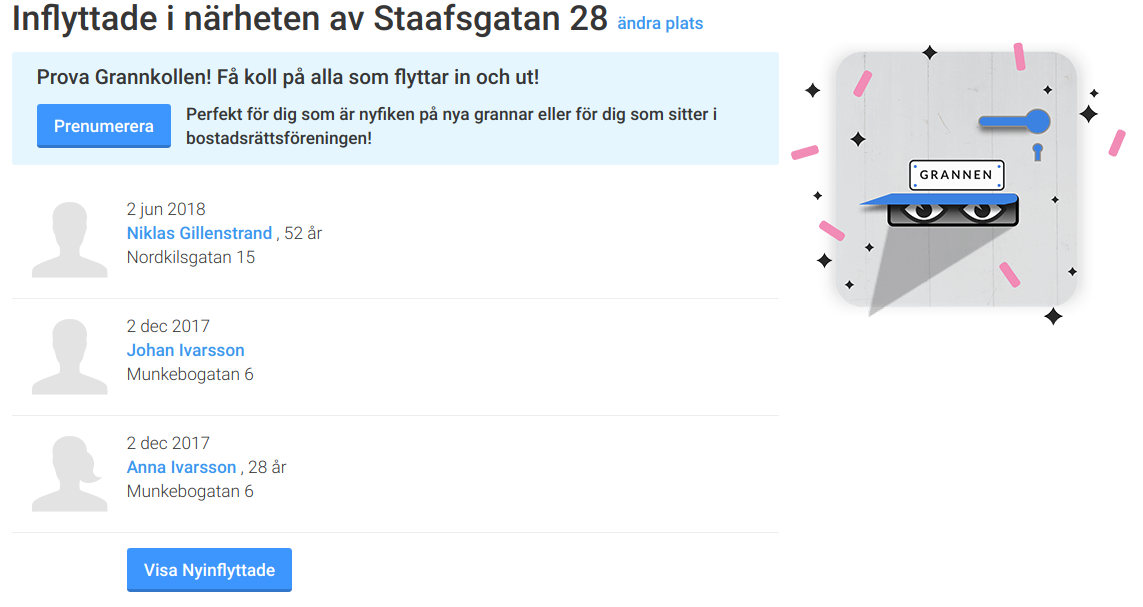 Inflyttade i närheten av Staafsgatan 28 ändra plats
Prova Grannkollen! Få koll på alla som flyttar in och ut!
Prenumerera
Perfekt för dig som är nyfiken på nya grannar eller för dig som sitter i
bostadsrättsföreningen!
GRANNEN
2 jun 2018
Niklas Gillenstrand , 52 år
Nordkilsgatan 15
2 dec 2017
Johan Ivarsson
Munkebogatan 6
2 dec 2017
Anna Ivarsson , 28 år
Munkebogatan 6
Visa Nyinflyttade